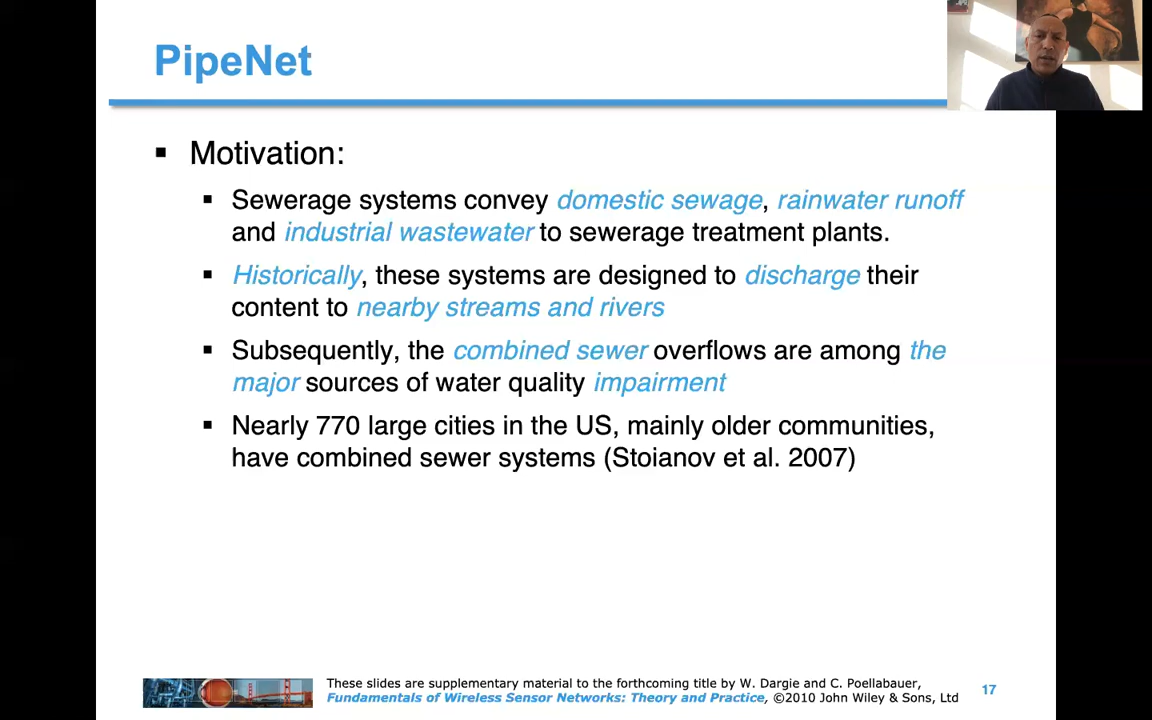 PipeNet
Motivation:
Sewerage systems convey domestic sewage, rainwater runoff
and industrial wastewater to sewerage treatment plants.
Historically, these systems are designed to discharge their
content to nearby streams and rivers
Subsequently, the combined sewer overflows are among the
major sources of water quality impairment
Nearly 770 large cities in the US, mainly older communities,
have combined sewer systems (Stoianov et al. 2007)
These slides are supplementary material to the forthcoming title by W. Dargie and C. Poellabauer,
Fundamentals of Wireless Sensor Networks: Theory and Practice, ©2010 John Wiley & Sons, Ltd
17